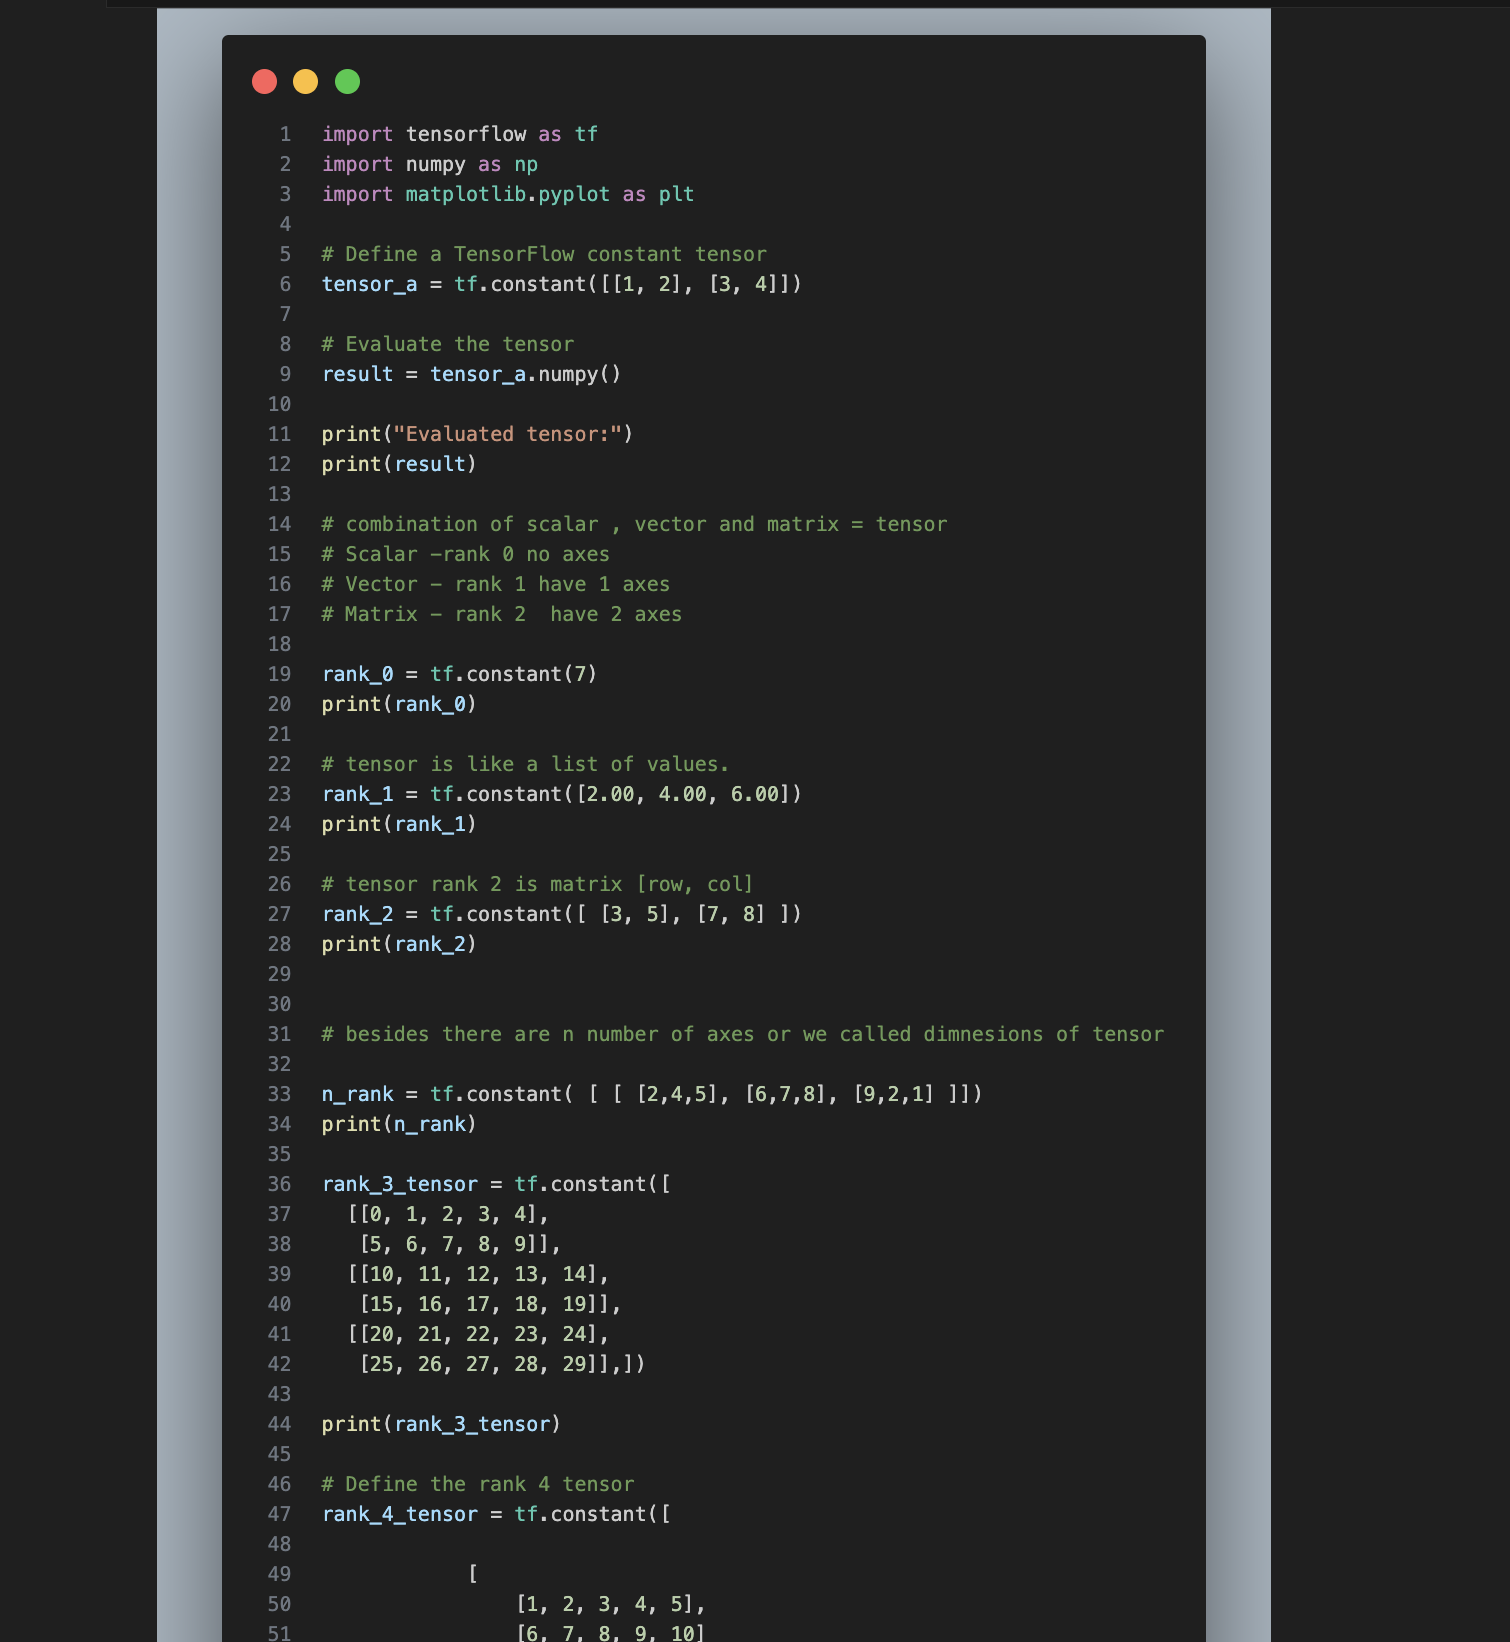 1 import tensorflow as tf
2 import numpy as np
3 import matplotlib.pyplot as plt
4
5 # Define a TensorFlow constant tensor
6 tensor_a = tf.constant([[1, 2], [3, 4]])
7
8 # Evaluate the tensor
9 result = tensor_a.numpy()
10
11 print("Evaluated tensor:")
12 print(result)
13
14 # combination of scalar , vector and matrix = tensor
15 # Scalar -rank 0 no axes
16 # Vector - rank 1 have 1 axes
17 # Matrix - rank 2  have 2 axes
18
19 rank_0 = tf.constant(7)
20 print(rank_0)
21
22 # tensor is like a list of values.
23 rank_1 = tf.constant([2.00, 4.00, 6.00])
24 print(rank_1)
25
26 # tensor rank 2 is matrix [row, col]
27 rank_2 = tf.constant([ [3, 5], [7, 8] ])
28 print(rank_2)
29
30
31 # besides there are n number of axes or we called dimnesions of tensor
32
33 n_rank = tf.constant( [ [ [2,4,5], [6,7,8], [9,2,1] ]])
34 print(n_rank)
35
36 rank_3_tensor = tf.constant([
37   [[0, 1, 2, 3, 4],
38    [5, 6, 7, 8, 9]],
39   [[10, 11, 12, 13, 14],
40    [15, 16, 17, 18, 19]],
41   [[20, 21, 22, 23, 24],
42    [25, 26, 27, 28, 29]],])
43
44 print(rank_3_tensor)
45
46 # Define the rank 4 tensor
47 rank_4_tensor = tf.constant([
48
49             [
50                 [1, 2, 3, 4, 5],
51                 [6, 7, 8, 9, 10]